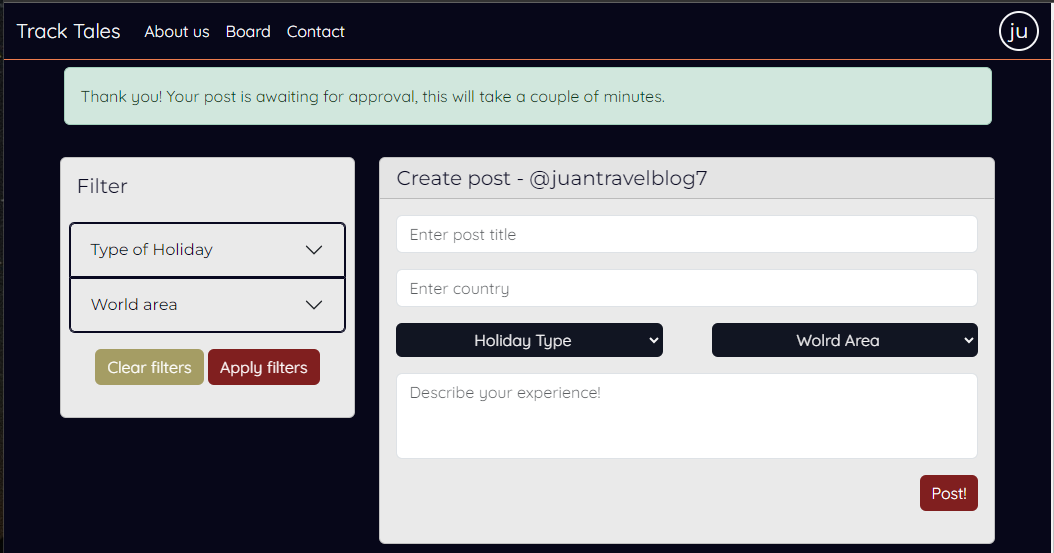 Track Tales About us Board Contact ju
Thank you! Your post is awaiting for approval, this will take a couple of minutes.
Filter
Type of Holiday
World area
Clear filters Apply filters
Create post - @juantravelblog7
Enter post title
Enter country
Holiday Type Wolrd Area
Describe your experience!
Post!